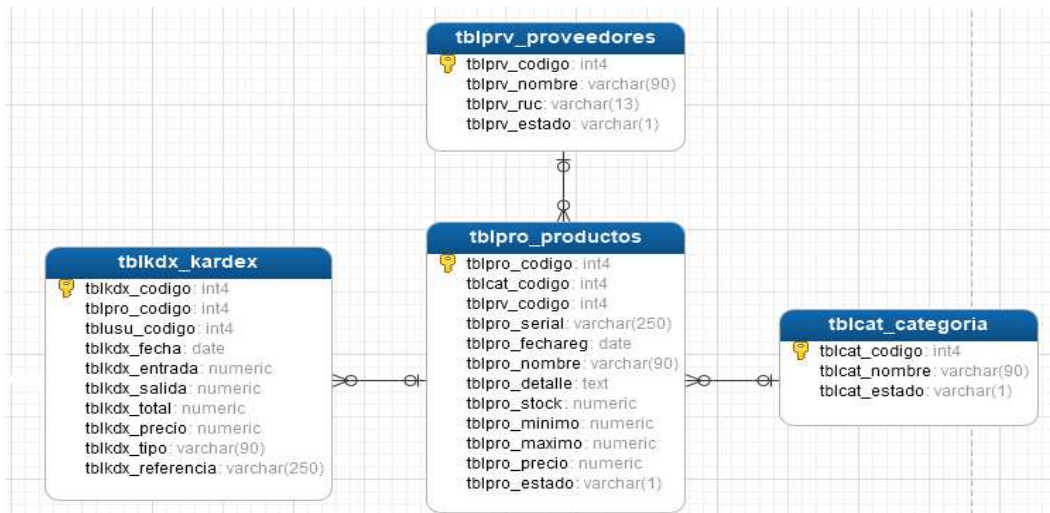 tblprv_proveedores
tblprv_codigo: int4
tblprv_nombre: varchar(90)
tblprv_ruc: varchar(13)
tblprv_estado: varchar(1)
tblkdx_kardex
tblkdx_codigo: int4
tblpro_codigo: int4
tblusu_codigo: int4
tblkdx_fecha: date
tblkdx_entrada: numeric
tblkdx_salida: numeric
tblkdx_total: numeric
tblkdx_precio: numeric
tblkdx_tipo: varchar(90)
tblkdx_referencia: varchar(250)
tblpro_productos
tblpro_codigo: int4
tblcat_codigo: int4
tblprv_codigo: int4
tblpro_serial: varchar(250)
tblpro_fechareg: date
tblpro_nombre: varchar(90)
tblpro_detalle: text
tblpro_stock: numeric
tblpro_minimo: numeric
tblpro_maximo: numeric
tblpro_precio: numeric
tblpro_estado: varchar(1)
tblcat_categoria
tblcat_codigo: int4
tblcat_nombre: varchar(90)
tblcat_estado: varchar(1)